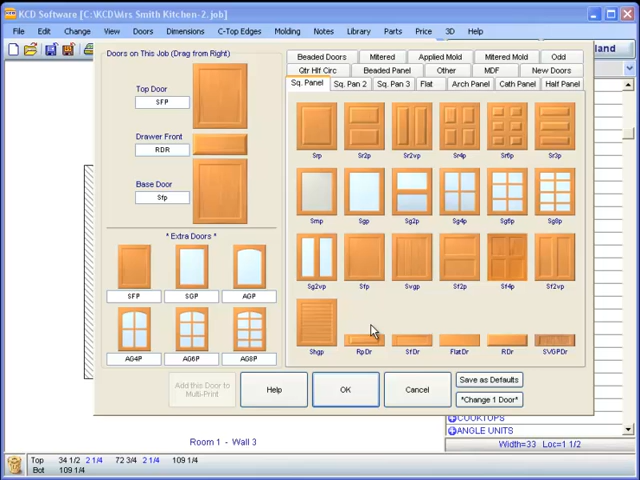 KCD Software [C:\KCD\Mrs Smith Kitchen-2.job]
File Edit Change View Doors Dimensions C-Top Edges Molding Notes Library Parts Price 3D Help
land
Doors on This Job (Drag from Right)
Top Door
SFP
Drawer Front
RDR
Base Door
Sfp
* Extra Doors *
SFP SGP AGP
AG4P AG6P AG8P
Beaded Doors Mitered Applied Mold Mitered Mold Odd
Qtr Hlf Circ Beaded Panel Other MDF New Doors
Sq. Panel Sq. Pan 2 Sq. Pan 3 Flat Arch Panel Cath Panel Half Panel
Srp Sr2p Sr2vp Sr4p Sr6p Sr3p
Smp Sgp Sg2p Sg4p Sg6p Sg8p
Sg2vp Sfp Svgp Sf2p Sf4p Sf2vp
Shgp RpDr SfDr FlatDr RDr SVGPDr
Add this Door to
Multi-Print
Help OK Cancel
Save as Defaults
*Change 1 Door*
COOKTOPS
ANGLE UNITS
Width=33 Loc=1 1/2
Room 1 - Wall 3
Top 34 1/2 2 1/4 72 3/4 2 1/4 109 1/4
Bot 109 1/4